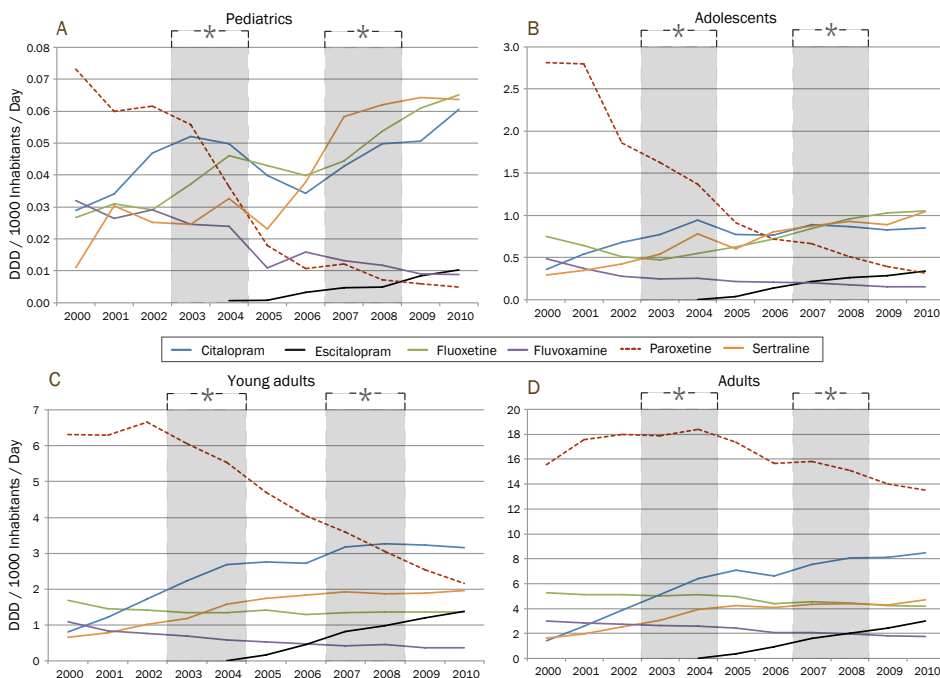 A
Pediatrics
*
*
DDD / 1000 Inhabitants / Day
0.08
0.07
0.06
0.05
0.04
0.03
0.02
0.01
0.00
2000 2001 2002 2003 2004 2005 2006 2007 2008 2009 2010
B
Adolescents
*
*
3.0
2.5
2.0
1.5
1.0
0.5
0.0
2000 2001 2002 2003 2004 2005 2006 2007 2008 2009 2010
Citalopram Escitalopram Fluoxetine Fluvoxamine Paroxetine Sertraline
C
Young adults
*
*
DDD / 1000 Inhabitants / Day
7
6
5
4
3
2
1
0
2000 2001 2002 2003 2004 2005 2006 2007 2008 2009 2010
D
Adults
*
*
20
18
16
14
12
10
8
6
4
2
0
2000 2001 2002 2003 2004 2005 2006 2007 2008 2009 2010